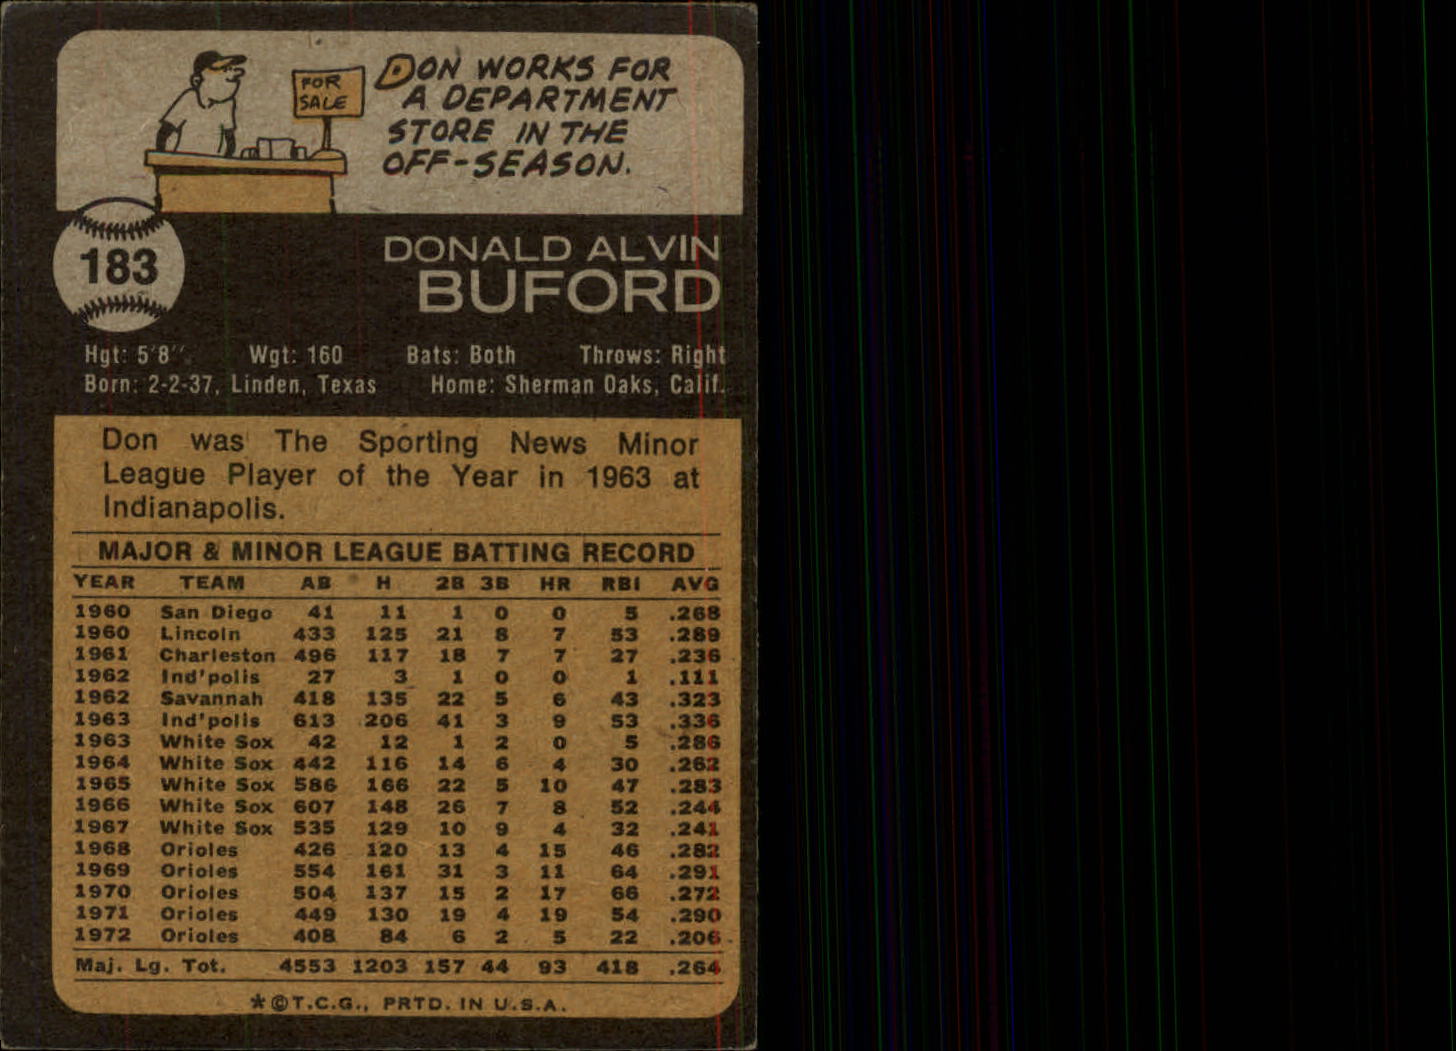 FOR
SALE
DON WORKS FOR
A DEPARTMENT
STORE IN THE
OFF-SEASON.
183
DONALD ALVIN
BUFORD
Hgt: 5'8" Wgt: 160 Bats: Both Throws: Right
Born: 2-2-37, Linden, Texas Home: Sherman Oaks, Calif.
Don was The Sporting News Minor
League Player of the Year in 1963 at
Indianapolis.
MAJOR & MINOR LEAGUE BATTING RECORD
YEAR TEAM AB H 2B 3B HR RBI AVG
1960 San Diego 41 11 1 0 0 5 .268
1960 Lincoln 433 125 21 8 7 53 .289
1961 Charleston 496 117 18 7 7 27 .236
1962 Ind'polis 27 3 1 0 0 1 .111
1962 Savannah 418 135 22 5 6 43 .323
1963 Ind'polis 613 206 41 3 9 53 .336
1963 White Sox 42 12 1 2 0 5 .286
1964 White Sox 442 116 14 6 4 30 .262
1965 White Sox 586 166 22 5 10 47 .283
1966 White Sox 607 148 26 7 8 52 .244
1967 White Sox 535 129 10 9 4 32 .241
1968 Orioles 426 120 13 4 15 46 .282
1969 Orioles 554 161 31 3 11 64 .291
1970 Orioles 504 137 15 2 17 66 .272
1971 Orioles 449 130 19 4 19 54 .290
1972 Orioles 408 84 6 2 5 22 .206
Maj. Lg. Tot. 4553 1203 157 44 93 418 .264
*©T.C.G., PRTD. IN U.S.A.